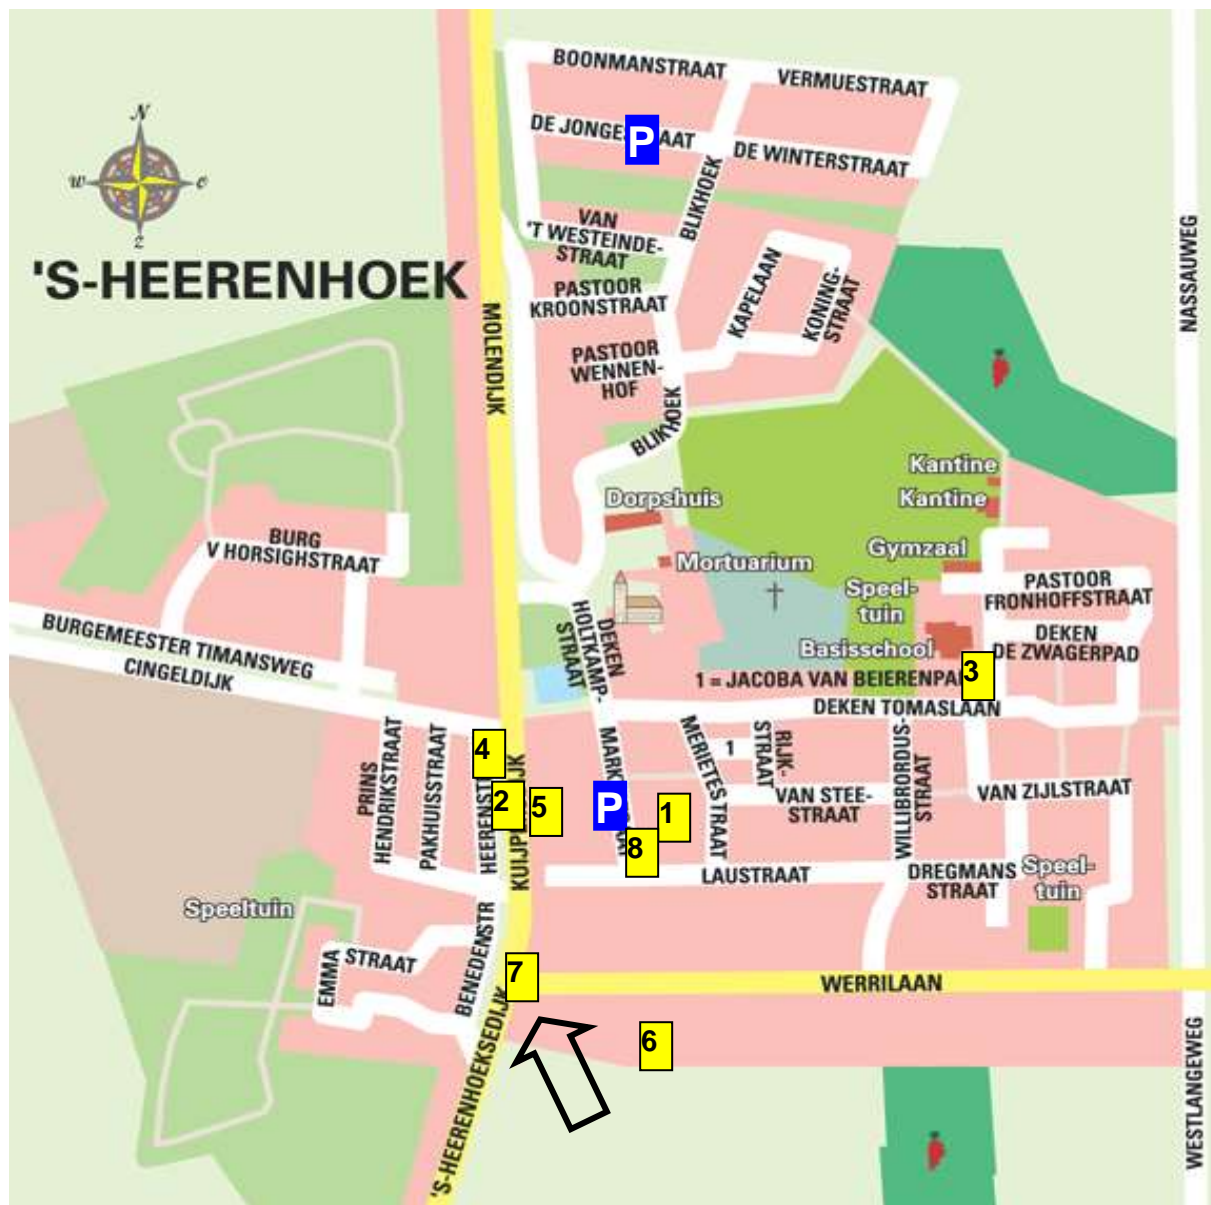 BOONMANSTRAAT
VERMUESTRAAT
DE JONGE
AAT
P
DE WINTERSTRAAT
N
W
O
Z
BLIKHOEK
VAN
'T WESTEINDE-
STRAAT
'S-HEERENHOEK
PASTOOR
KROONSTRAAT
KAPELAAN
KONING-
STRAAT
NASSAUWEG
MOLENDIJK
PASTOOR
WENNEN-
HOF
BLIKHOEK
Kantine
Kantine
Dorpshuis
BURG
V HORSIGHSTRAAT
Mortuarium
Gymzaal
PASTOOR
FRONHOFFSTRAAT
Speel-
tuin
DEKEN
HOLTKAMP-
STRAAT
DEKEN
DE ZWAGERPAD
Basisschool
BURGEMEESTER TIMANSWEG
CINGELDIJK
1 = JACOBA VAN BEIERENPA
3
DEKEN TOMASLAAN
PRINS
HENDRIKSTRAAT
PAKHUISSTRAAT
4
HEERENST
2
5
KUIJP
JK
MARK
AT
P
1
8
MERIETESTRAAT
1
RIJK-
STRAAT
VAN STEE-
STRAAT
WILLIBRORDUS-
STRAAT
VAN ZIJLSTRAAT
LAUSTRAAT
DREGMANS
STRAAT
Speel-
tuin
Speeltuin
EMMA
STRAAT
BENEDENSTR
7
WERRILAAN
6
'S-HEERENHOEKSEDIJK
WESTLANGEWEG